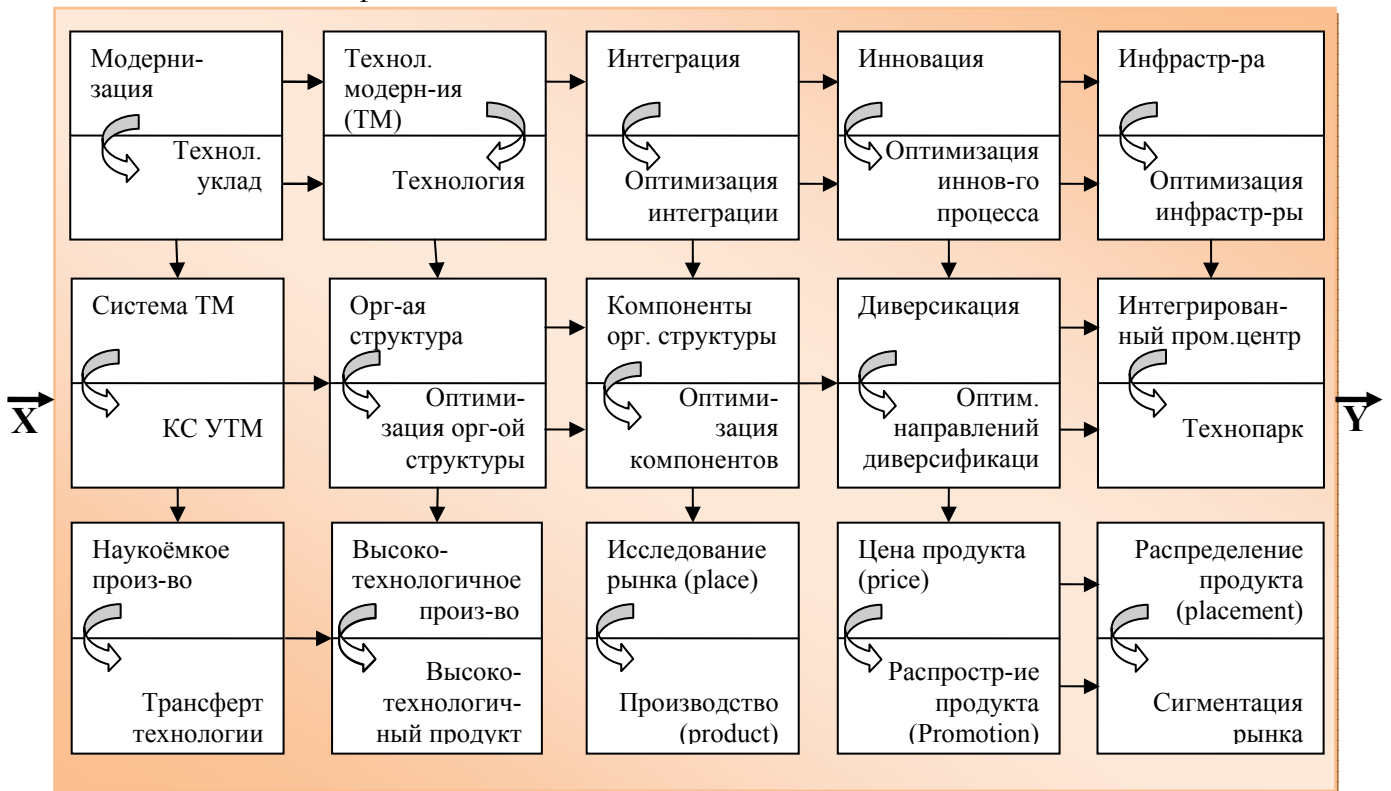 Модерни-
зация
Технол.
уклад
Технол.
модерн-ия
(ТМ)
Технология
Интеграция
Оптимизация
интеграции
Инновация
Оптимизация
иннов-го
процесса
Инфрастр-ра
Оптимизация
инфрастр-ры
X
Система ТМ
КС УТМ
Орг-ая
структура
Оптими-
зация орг-ой
структуры
Компоненты
орг. структуры
Оптими-
зация
компонентов
Диверсикация
Оптим.
направлений
диверсификаци
Интегрирован-
ный пром.центр
Технопарк
Y
Наукоёмкое
произ-во
Трансферт
технологии
Высоко-
технологичное
произ-во
Высоко-
технологич-
ный продукт
Исследование
рынка (place)
Производство
(product)
Цена продукта
(price)
Распростр-ие
продукта
(Promotion)
Распределение
продукта
(placement)
Сигментация
рынка